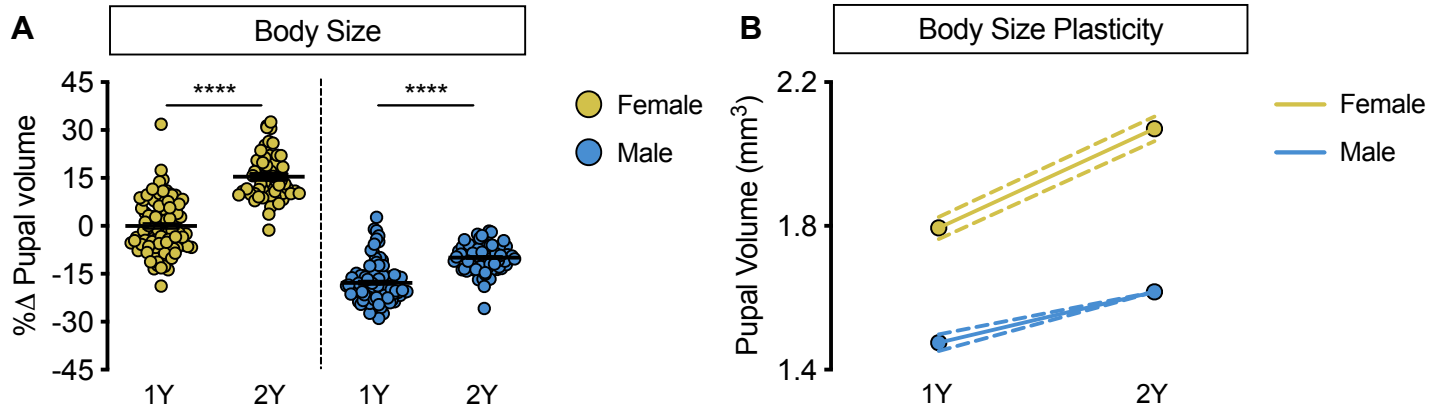 A
Body Size
45
30
15
0
-15
-30
-45
%Δ Pupal volume
****
****
1Y
2Y
1Y
2Y
Female
Male
B
Body Size Plasticity
2.2
1.8
1.4
Pupal Volume (mm³)
1Y
2Y
Female
Male